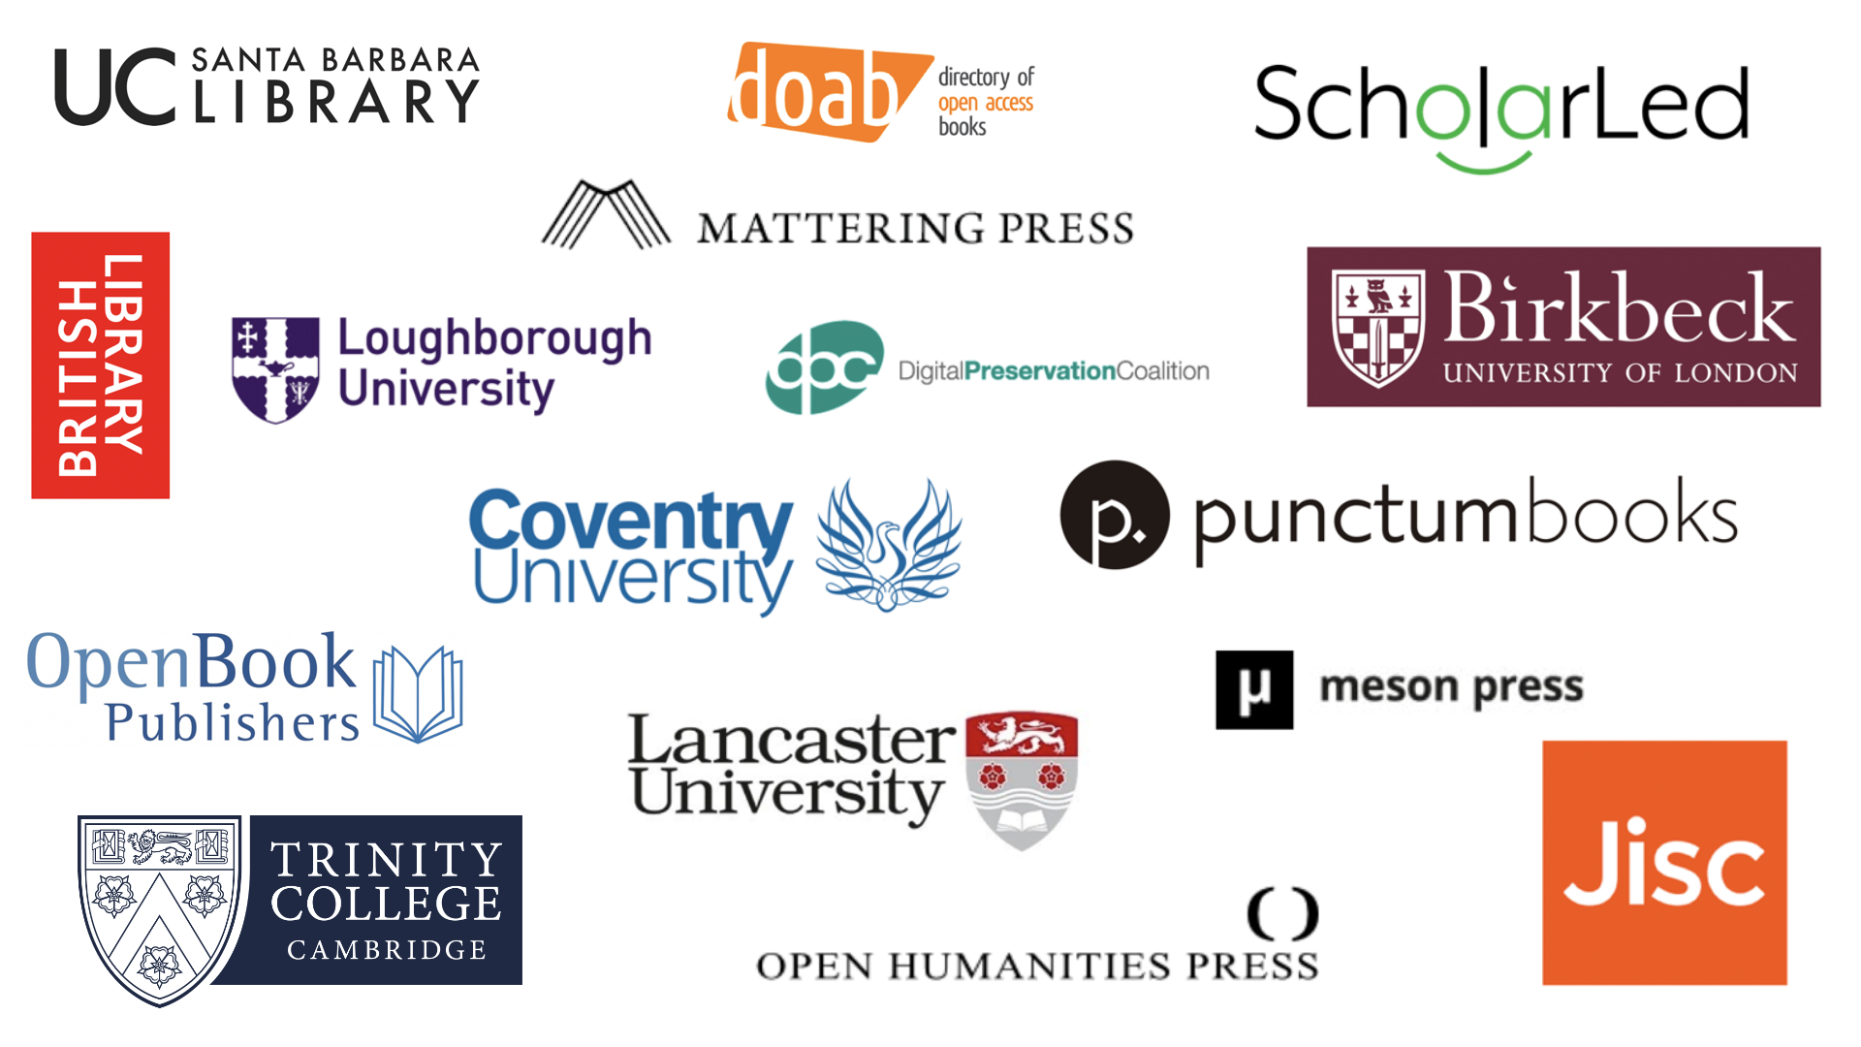 UC SANTA BARBARA
LIBRARY
doab directory of
open access
books
ScholarLed
MATTERING PRESS
BRITISH
LIBRARY
Loughborough
University
dpc DigitalPreservationCoalition
Birkbeck
UNIVERSITY OF LONDON
Coventry
University
p. punctumbooks
OpenBook
Publishers
µ meson press
Lancaster
University
Jisc
TRINITY
COLLEGE
CAMBRIDGE
OPEN HUMANITIES PRESS